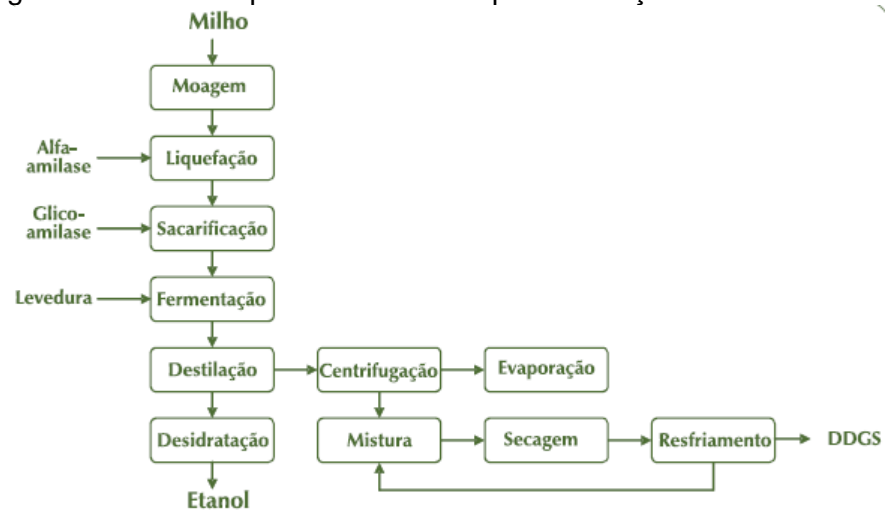 Milho
Moagem
Alfa-
amilase
Liquefação
Glico-
amilase
Sacarificação
Levedura
Fermentação
Destilação
Centrifugação
Evaporação
Desidratação
Mistura
Secagem
Resfriamento
DDGS
Etanol